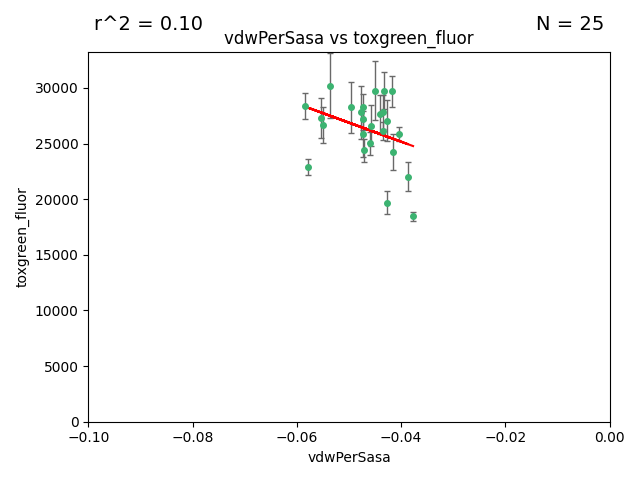 r^2 = 0.10
N = 25
vdwPerSasa vs toxgreen_fluor
toxgreen_fluor
30000
25000
20000
15000
10000
5000
0
−0.10
−0.08
−0.06
−0.04
−0.02
0.00
vdwPerSasa